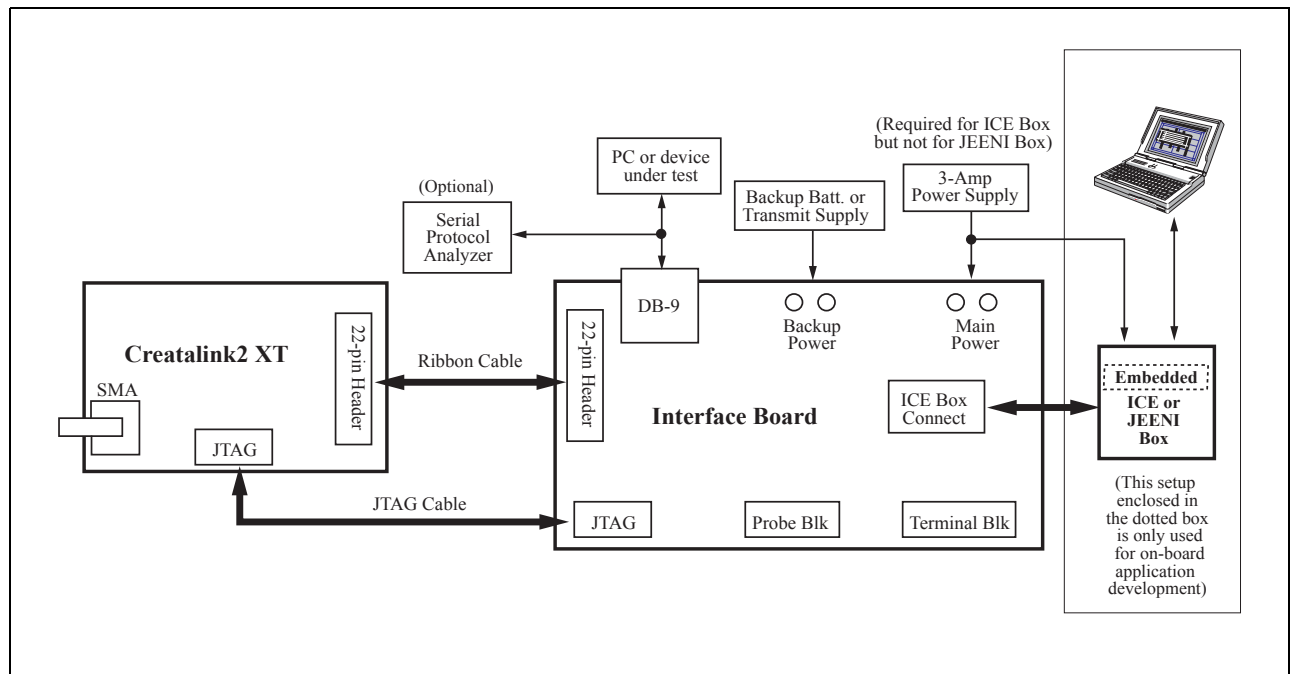 (Required for ICE Box
but not for JEENI Box)
PC or device
under test
(Optional)
Serial
Protocol
Analyzer
Backup Batt. or
Transmit Supply
3-Amp
Power Supply
DB-9
Backup
Power
Main
Power
Creatalink2 XT
SMA
22-pin Header
JTAG
Ribbon Cable
JTAG Cable
22-pin Header
Interface Board
ICE Box
Connect
JTAG
Probe Blk
Terminal Blk
Embedded
ICE or
JEENI
Box
(This setup
enclosed in
the dotted box
is only used
for on-board
application
development)